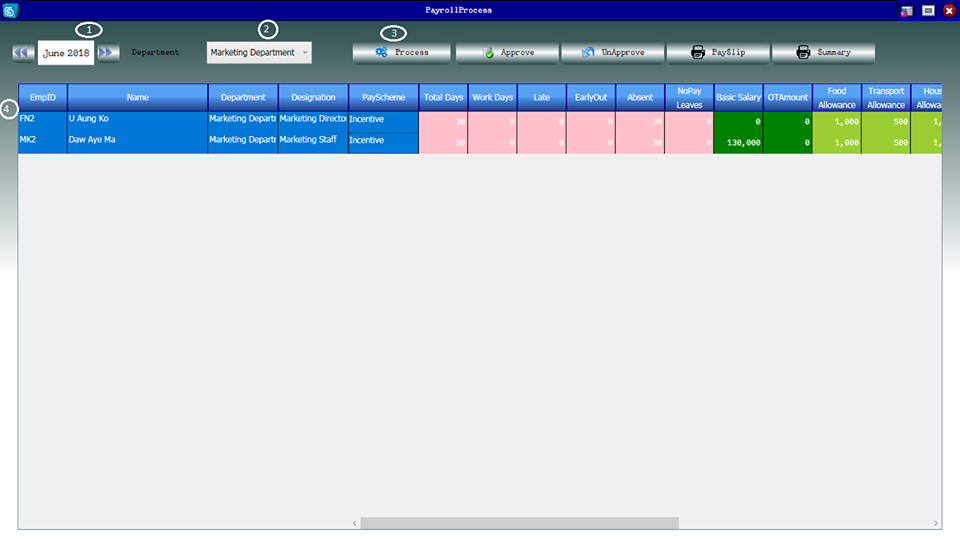 PayrollProcess
1
2
3
June 2018
Department
Marketing Department
Process
Approve
UnApprove
PaySlip
Summary
4
EmpID Name Department Designation PayScheme Total Days Work Days Late EarlyOut Absent NoPay Leaves Basic Salary OTAmount Food Allowance Transport Allowance Hous Allowa
FN2 U Aung Ko Marketing Departn Marketing Director Incentive 30 0 0 0 30 0 0 0 1,000 500 1,
MK2 Daw Aye Ma Marketing Departn Marketing Staff Incentive 30 0 0 0 30 0 130,000 0 1,000 500 1,